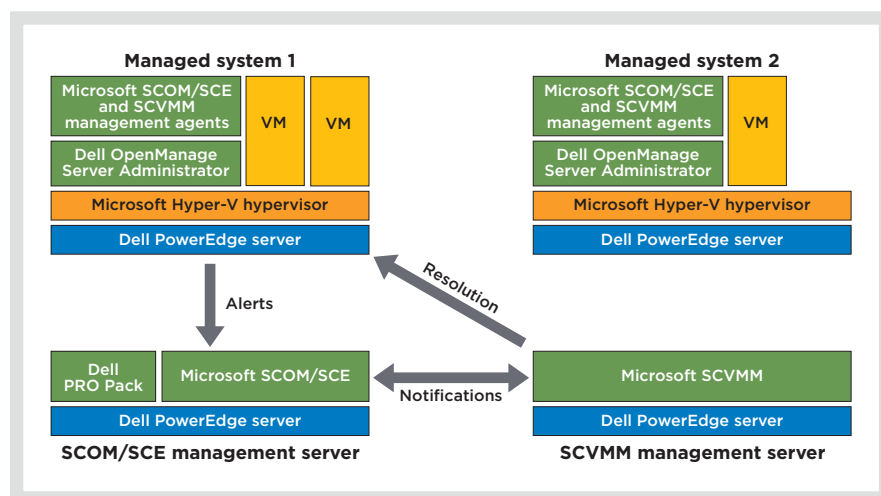 Managed system 1
Microsoft SCOM/SCE
and SCVMM
management agents
VM
VM
Dell OpenManage
Server Administrator
Microsoft Hyper-V hypervisor
Dell PowerEdge server
Managed system 2
Microsoft SCOM/SCE
and SCVMM
management agents
VM
Dell OpenManage
Server Administrator
Microsoft Hyper-V hypervisor
Dell PowerEdge server
Alerts
Resolution
Dell
PRO Pack
Microsoft SCOM/SCE
Dell PowerEdge server
SCOM/SCE management server
Notifications
Microsoft SCVMM
Dell PowerEdge server
SCVMM management server